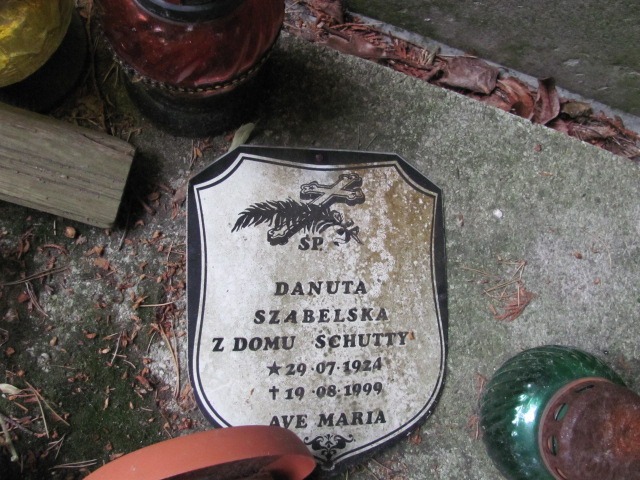 SP.
DANUTA
SZABELSKA
Z DOMU SCHUTTY
★29·07·1924
†19·08·1999
AVE MARIA